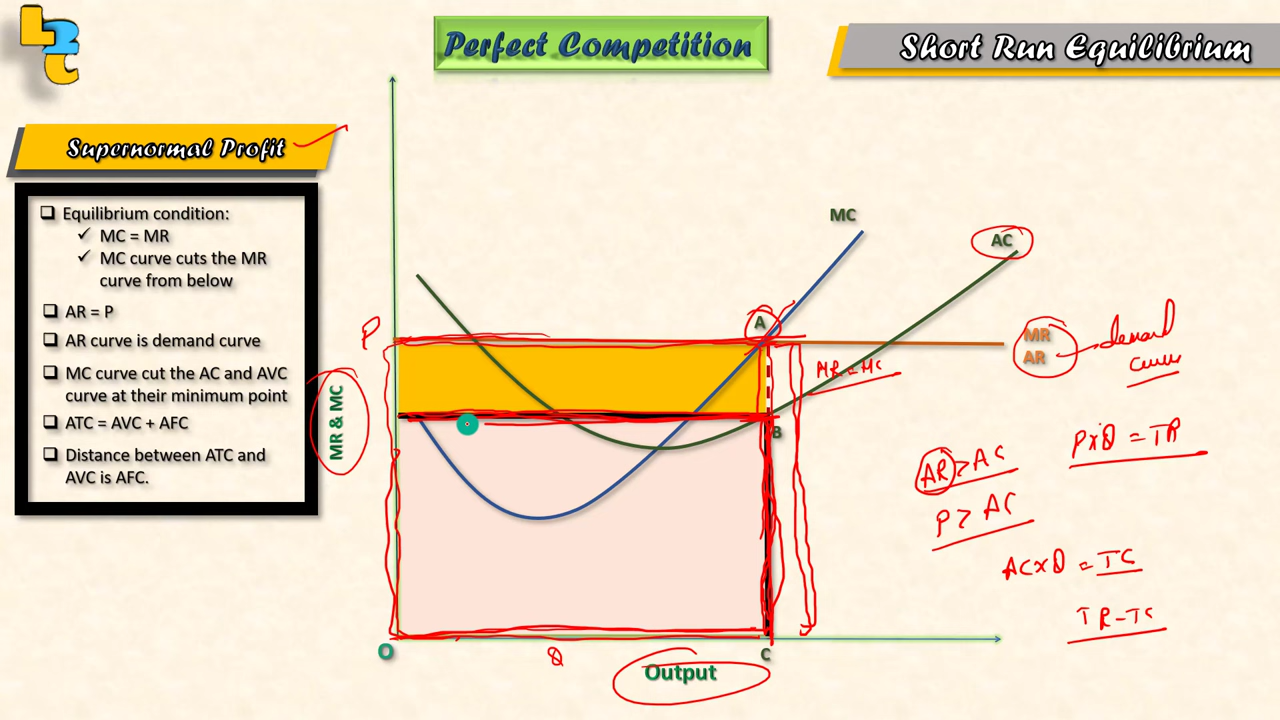 LBC
Perfect Competition
Short Run Equilibrium
Supernormal Profit
Equilibrium condition:
MC = MR
MC curve cuts the MR
curve from below
AR = P
AR curve is demand curve
MC curve cut the AC and AVC
curve at their minimum point
ATC = AVC + AFC
Distance between ATC and
AVC is AFC.
MR & MC
P
MC
AC
A
MR
AR
demand
curve
MR = MC
B
AR > AC
P > AC
P x Q = TR
AC x Q = TC
TR - TC
O
Q
C
Output